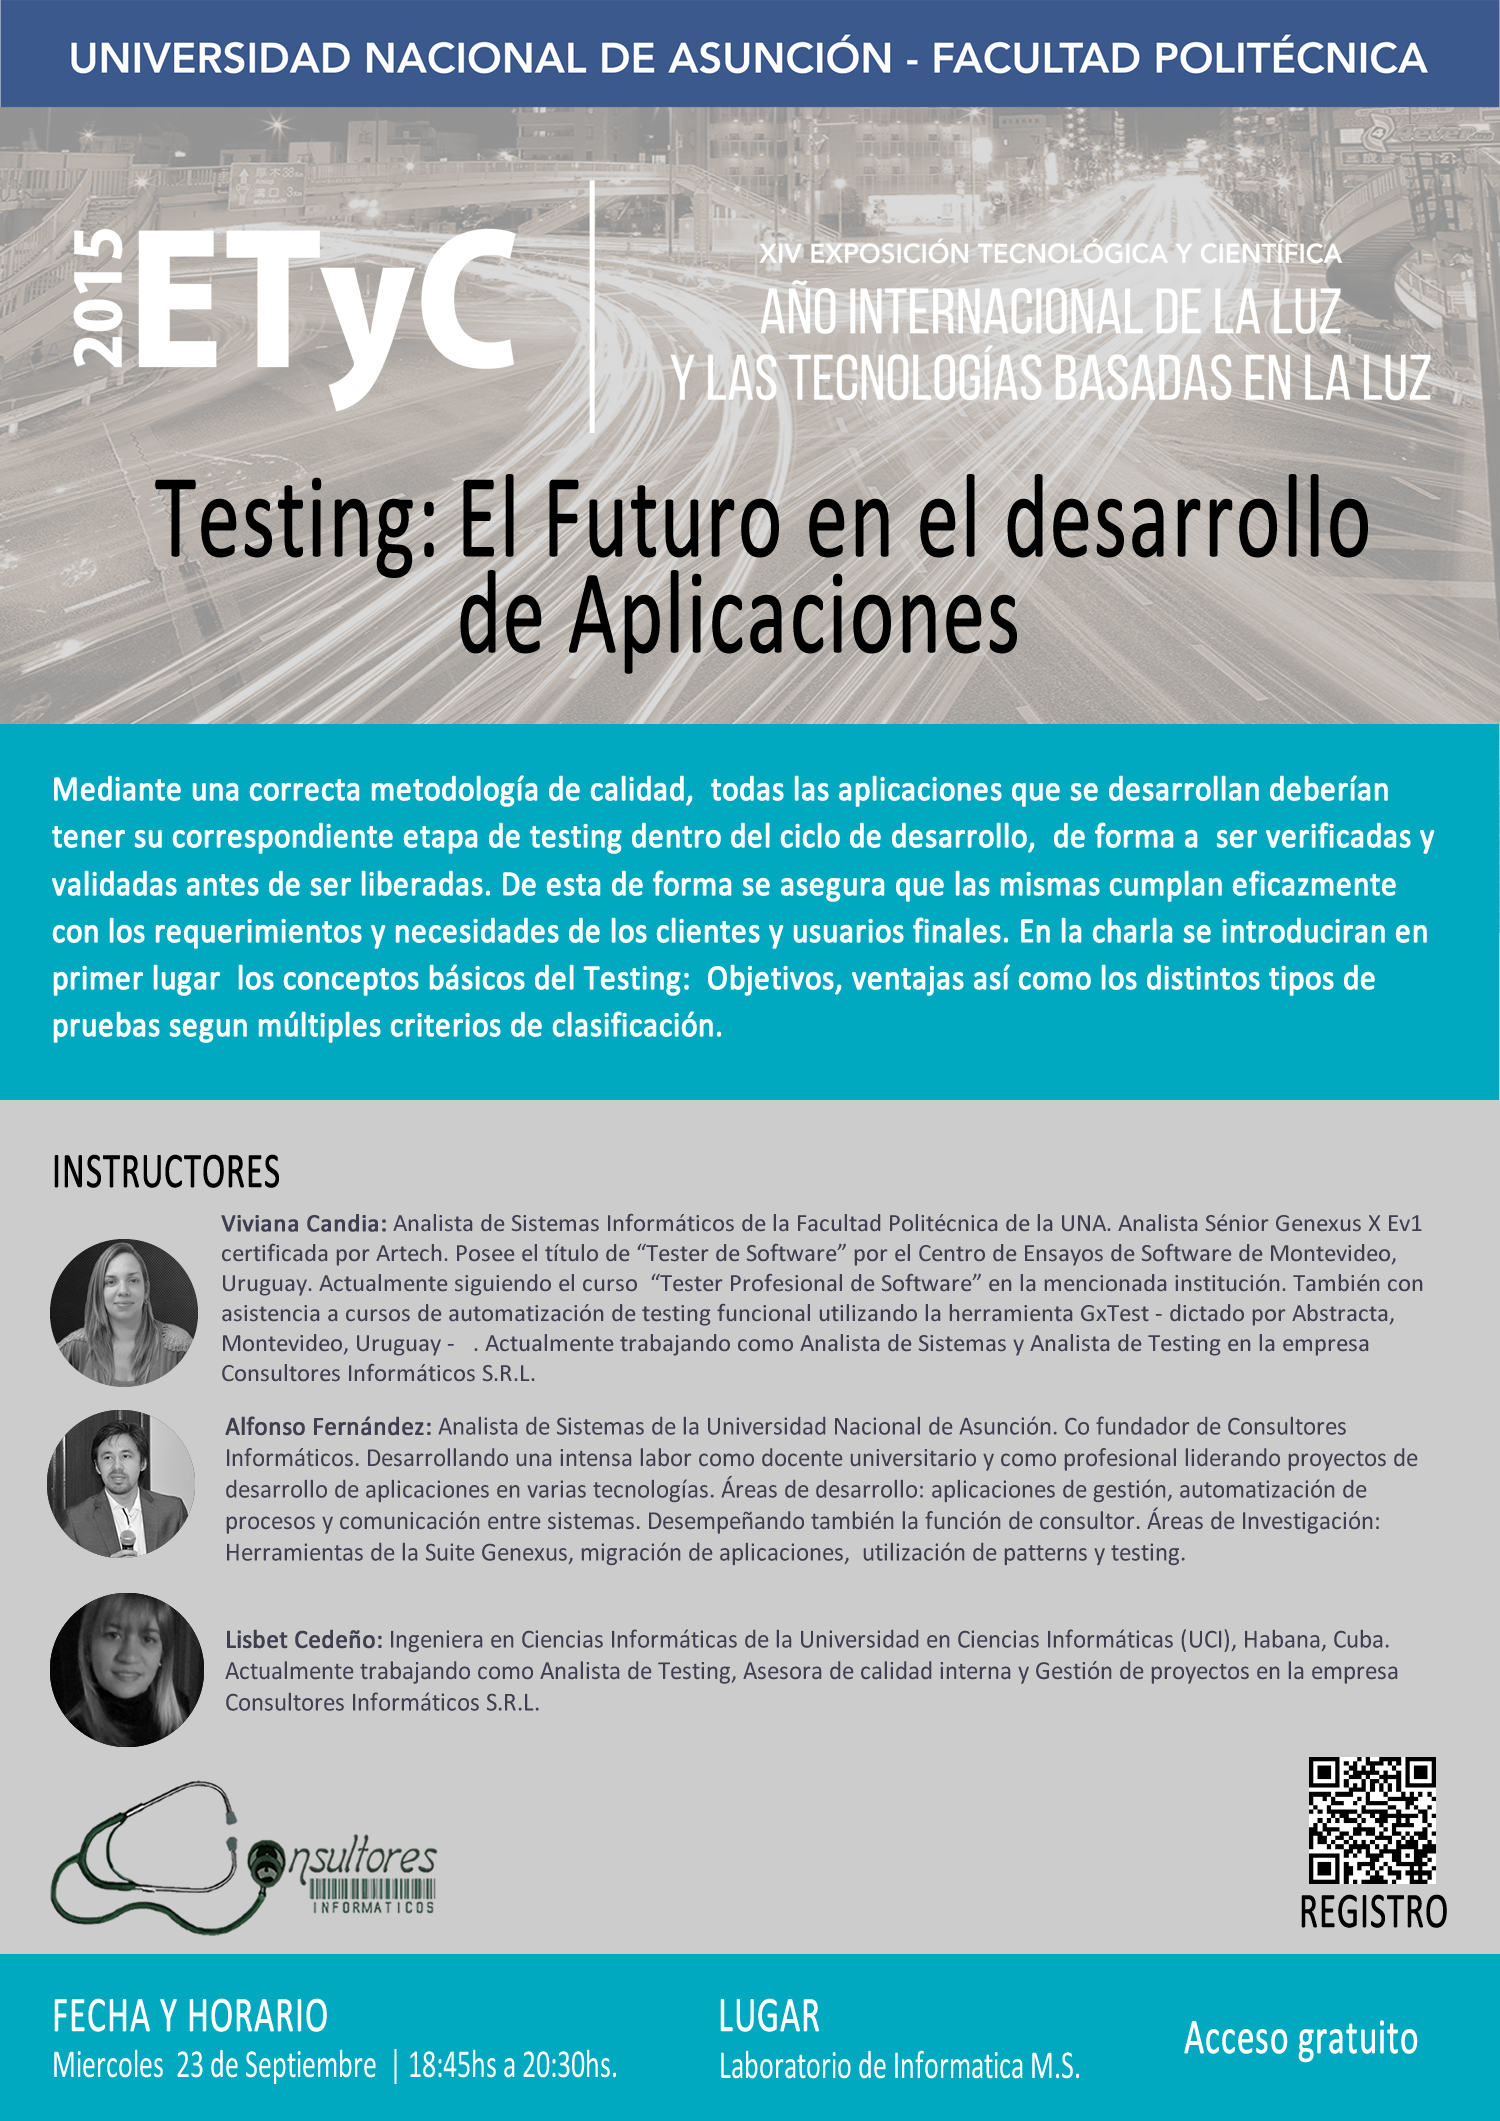 UNIVERSIDAD NACIONAL DE ASUNCIÓN - FACULTAD POLITÉCNICA
2015
ETyC
XIV EXPOSICIÓN TECNOLÓGICA Y CIENTÍFICA
AÑO INTERNACIONAL DE LA LUZ
Y LAS TECNOLOGÍAS BASADAS EN LA LUZ
Testing: El Futuro en el desarrollo
de Aplicaciones
Mediante una correcta metodología de calidad,  todas las aplicaciones que se desarrollan deberían
tener su correspondiente etapa de testing dentro del ciclo de desarrollo,  de forma a  ser verificadas y
validadas antes de ser liberadas. De esta de forma se asegura que las mismas cumplan eficazmente
con los requerimientos y necesidades de los clientes y usuarios finales. En la charla se introduciran en
primer lugar  los conceptos básicos del Testing:  Objetivos, ventajas así como los distintos tipos de
pruebas segun múltiples criterios de clasificación.
INSTRUCTORES
Viviana Candia: Analista de Sistemas Informáticos de la Facultad Politécnica de la UNA. Analista Sénior Genexus X Ev1
certificada por Artech. Posee el título de “Tester de Software” por el Centro de Ensayos de Software de Montevideo,
Uruguay. Actualmente siguiendo el curso  “Tester Profesional de Software” en la mencionada institución. También con
asistencia a cursos de automatización de testing funcional utilizando la herramienta GxTest - dictado por Abstracta,
Montevideo, Uruguay -   . Actualmente trabajando como Analista de Sistemas y Analista de Testing en la empresa
Consultores Informáticos S.R.L.
Alfonso Fernández: Analista de Sistemas de la Universidad Nacional de Asunción. Co fundador de Consultores
Informáticos. Desarrollando una intensa labor como docente universitario y como profesional liderando proyectos de
desarrollo de aplicaciones en varias tecnologías. Áreas de desarrollo: aplicaciones de gestión, automatización de
procesos y comunicación entre sistemas. Desempeñando también la función de consultor. Áreas de Investigación:
Herramientas de la Suite Genexus, migración de aplicaciones,  utilización de patterns y testing.
Lisbet Cedeño: Ingeniera en Ciencias Informáticas de la Universidad en Ciencias Informáticas (UCI), Habana, Cuba.
Actualmente trabajando como Analista de Testing, Asesora de calidad interna y Gestión de proyectos en la empresa
Consultores Informáticos S.R.L.
Consultores
INFORMATICOS
REGISTRO
FECHA Y HORARIO
Miercoles  23 de Septiembre  | 18:45hs a 20:30hs.
LUGAR
Laboratorio de Informatica M.S.
Acceso gratuito